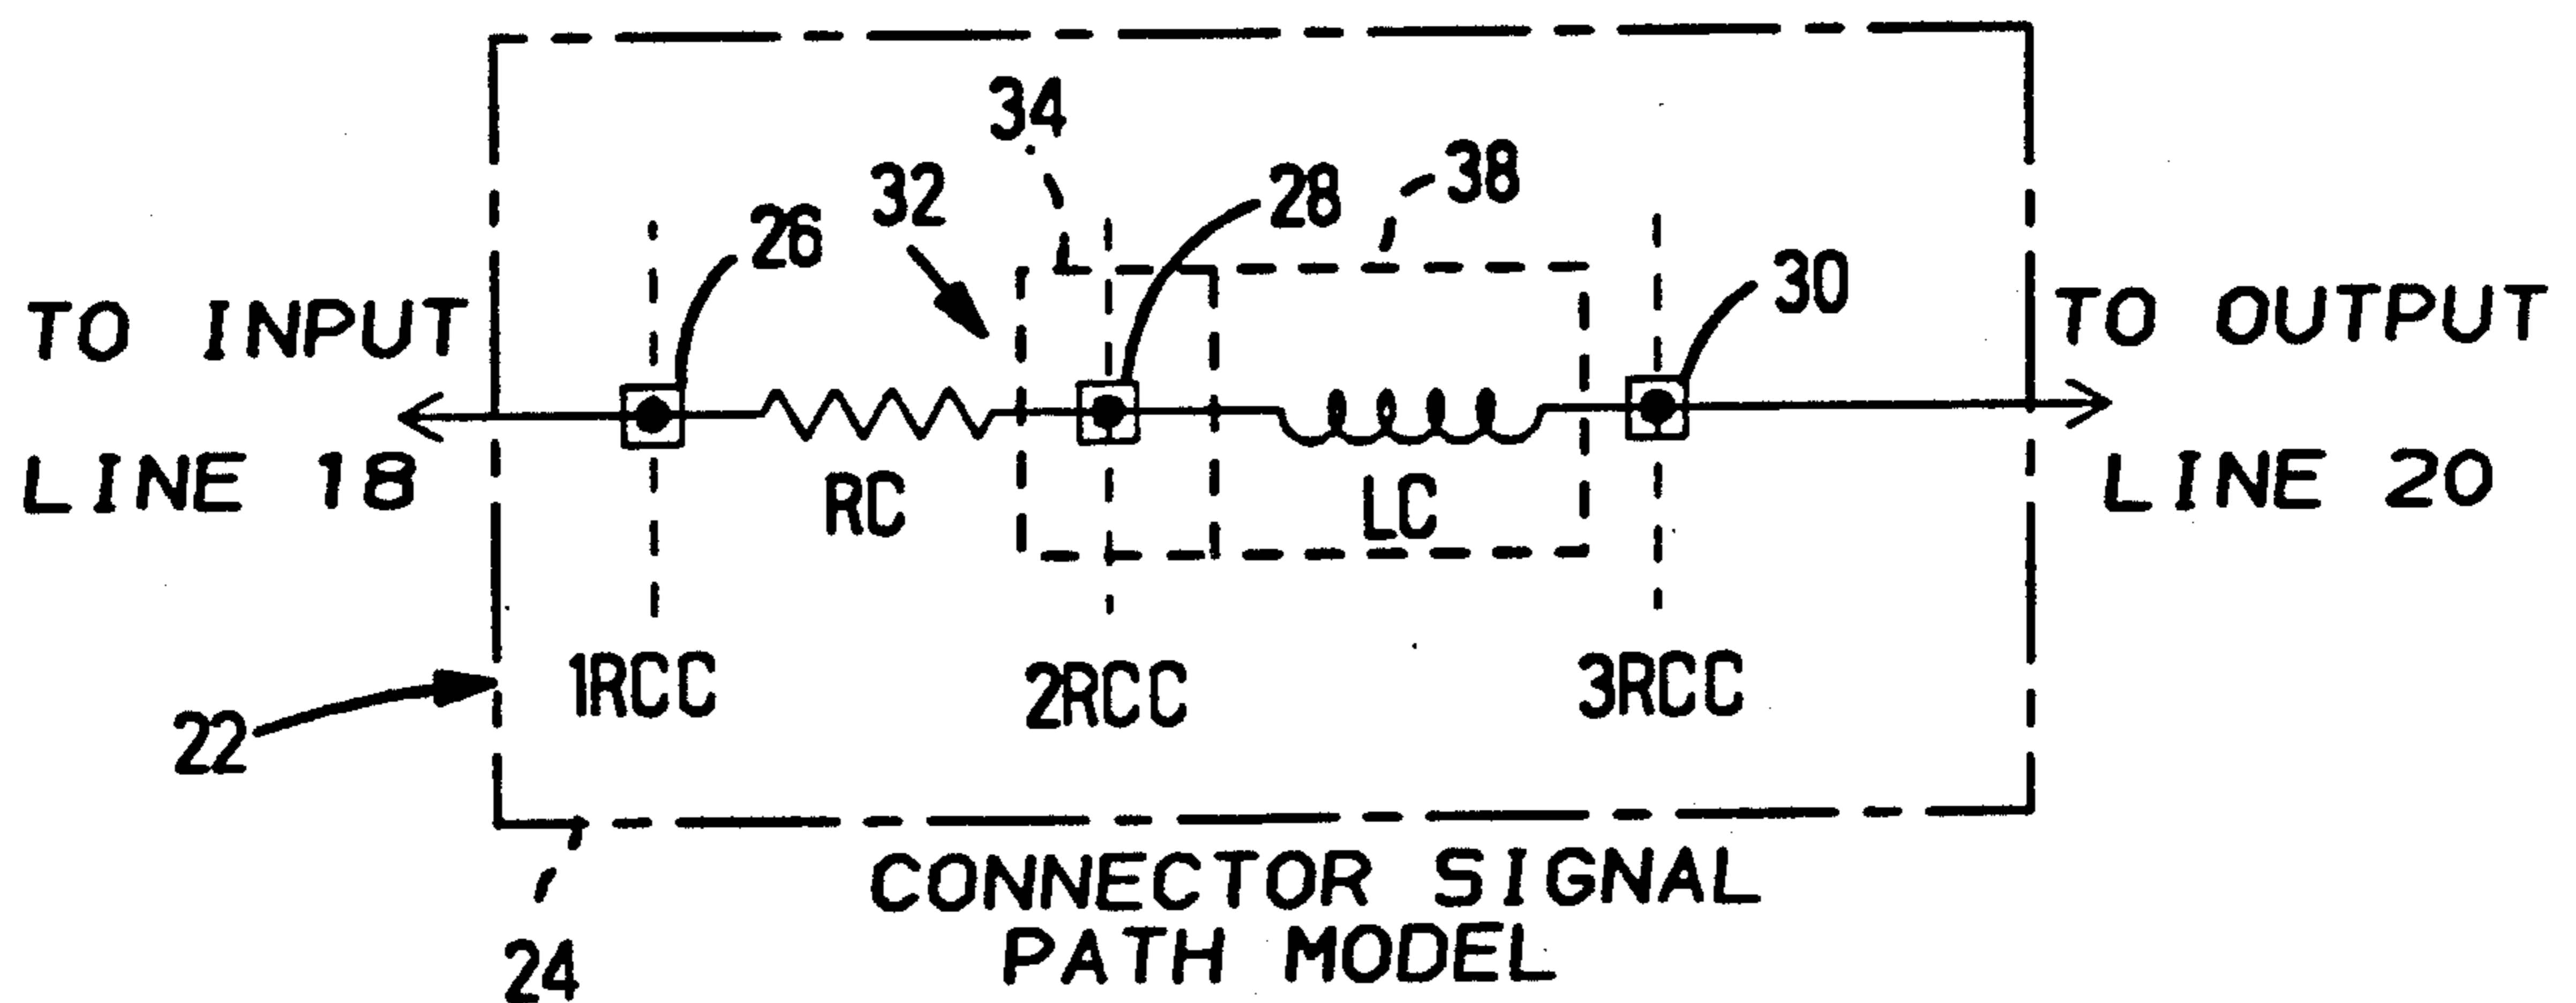 34
38
32
28
26
30
TO INPUT
LINE 18
TO OUTPUT
LINE 20
RC
LC
1RCC
2RCC
3RCC
22
24
CONNECTOR SIGNAL
PATH MODEL